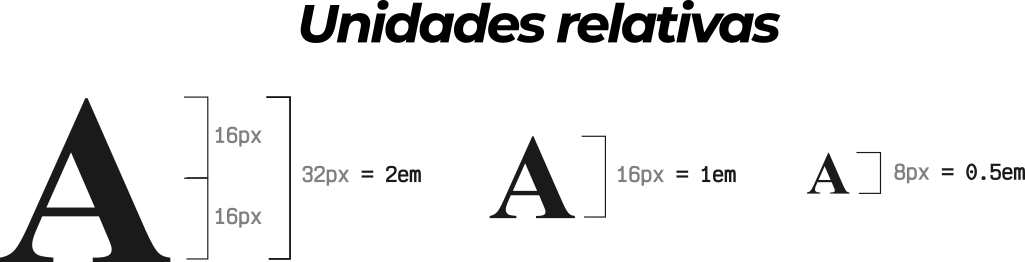 Unidades relativas
A
16px
16px
32px = 2em
A
16px = 1em
A
8px = 0.5em